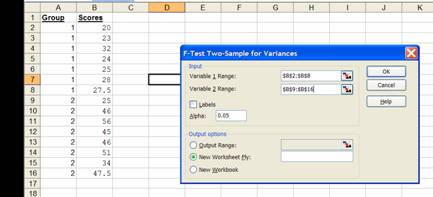 A B C D E F G H I J K
1 Group Scores
2 1 20
3 1 23
4 1 32
5 1 24
6 1 25
7 1 28
8 1 27.5
9 2 25
10 2 46
11 2 56
12 2 45
13 2 46
14 2 51
15 2 34
16 2 47.5
17
18
F-Test Two-Sample for Variances
Input
Variable 1 Range: $B$2:$B$8
Variable 2 Range: $B$9:$B$16
Labels
Alpha: 0.05
Output options
Output Range:
New Worksheet Ply:
New Workbook
OK
Cancel
Help